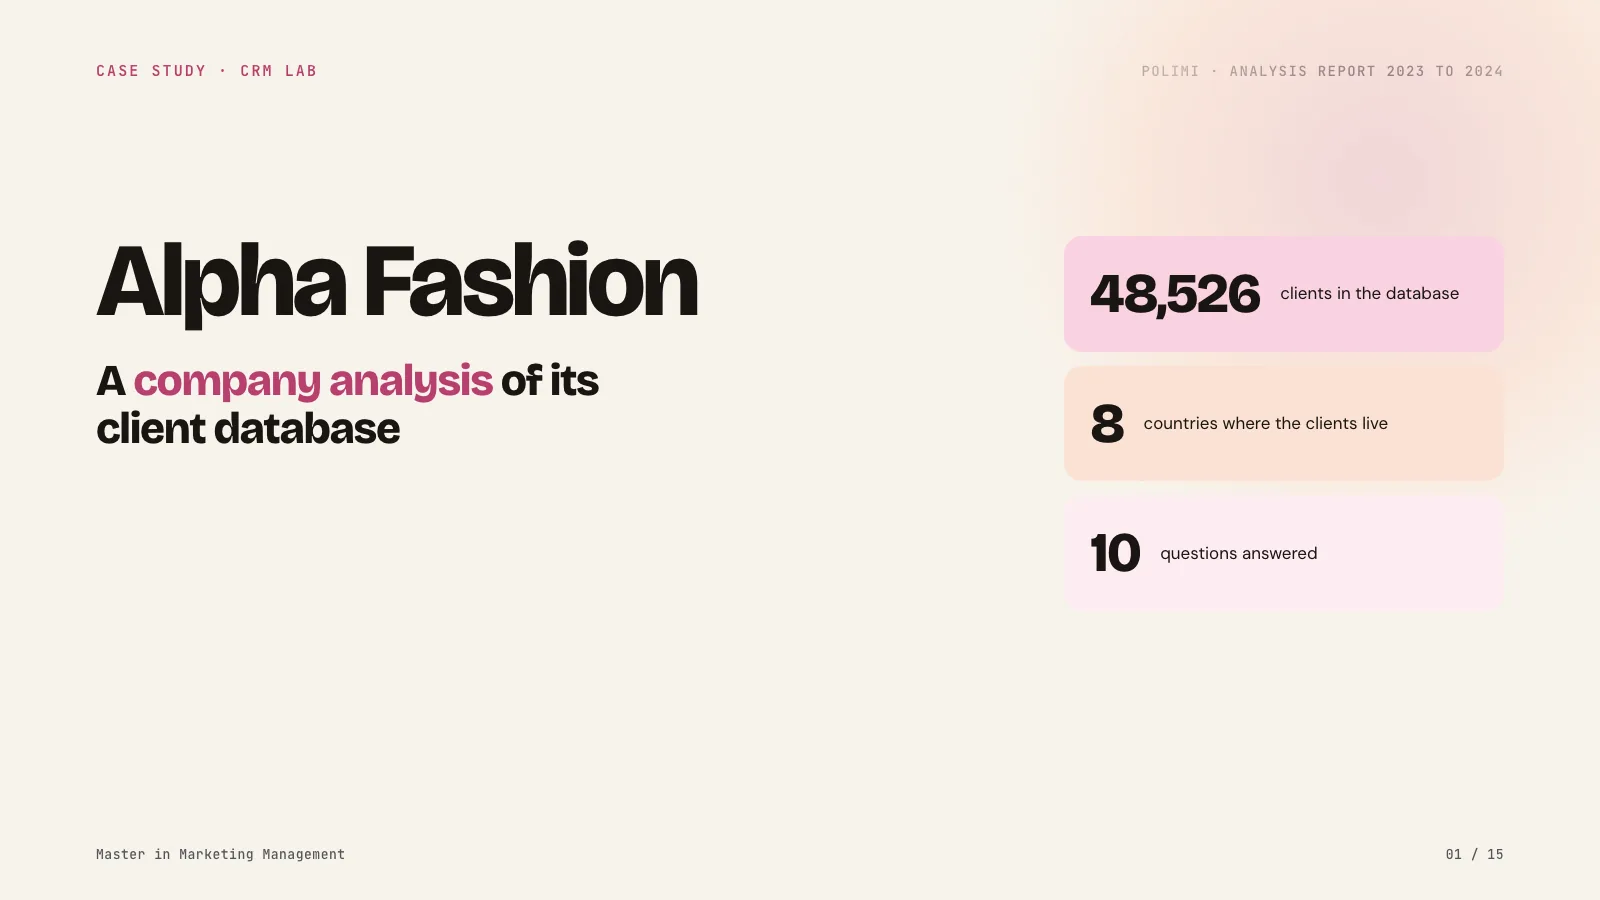 CASE STUDY · CRM LAB
POLIMI · ANALYSIS REPORT 2023 TO 2024
Alpha Fashion
A company analysis of its
client database
48,526 clients in the database
8 countries where the clients live
10 questions answered
Master in Marketing Management
01 / 15